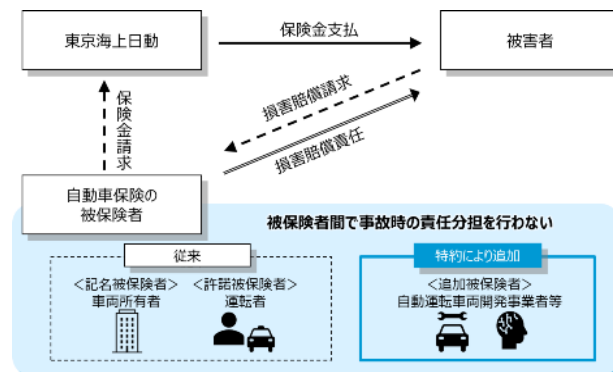 東京海上日動
保険金支払
被害者
保険金請求
損害賠償請求
損害賠償責任
自動車保険の
被保険者
被保険者間で事故時の責任分担を行わない
従来
<記名被保険者>
車両所有者
<許諾被保険者>
運転者
特約により追加
<追加被保険者>
自動運転車両開発事業者等